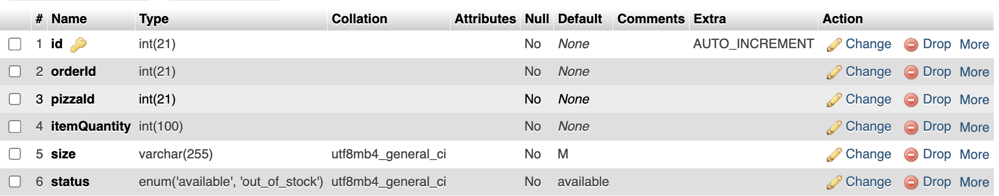 # Name Type Collation Attributes Null Default Comments Extra Action
1 id int(21) No None AUTO_INCREMENT Change Drop More
2 orderId int(21) No None Change Drop More
3 pizzaId int(21) No None Change Drop More
4 itemQuantity int(100) No None Change Drop More
5 size varchar(255) utf8mb4_general_ci No M Change Drop More
6 status enum('available', 'out_of_stock') utf8mb4_general_ci No available Change Drop More